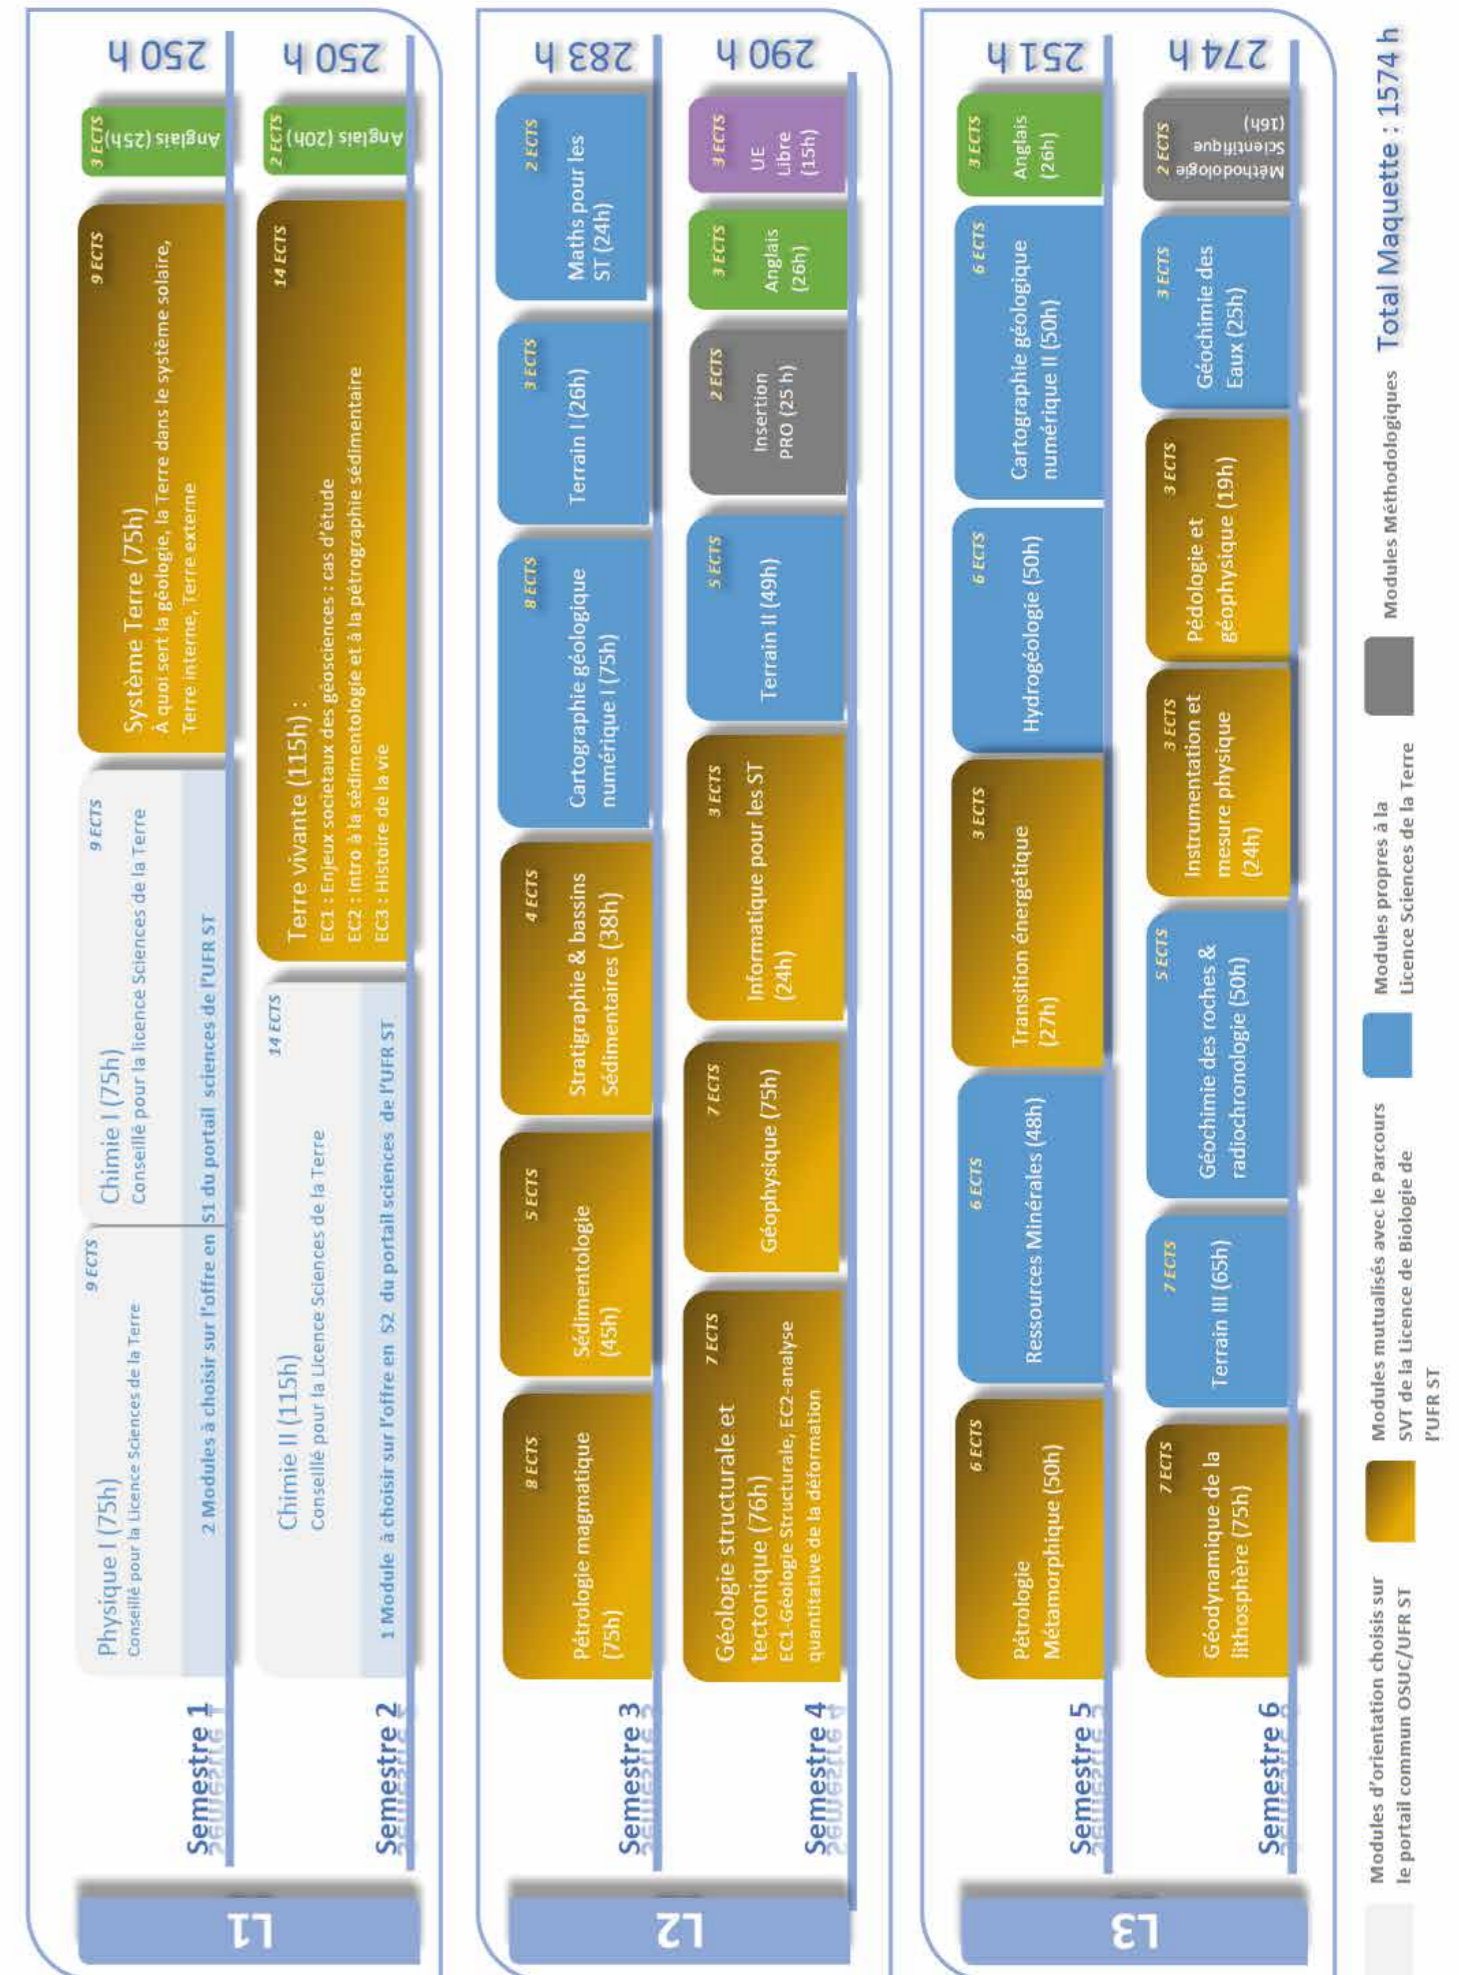 L1
Semestre 1
Physique I (75h)
9 ECTS
Conseillé pour la Licence Sciences de la Terre
Chimie I (75h)
9 ECTS
Conseillé pour la licence Sciences de la Terre
2 Modules à choisir sur l'offre en S1 du portail sciences de l'UFR ST
9 ECTS
Système Terre (75h)
À quoi sert la géologie, la Terre dans le système solaire,
Terre interne, Terre externe
3 ECTS
Anglais (25h)
250 h
Semestre 2
14 ECTS
Chimie II (115h)
Conseillé pour la Licence Sciences de la Terre
1 Module à choisir sur l'offre en S2 du portail sciences de l'UFR ST
14 ECTS
Terre vivante (115h) :
EC1 : Enjeux societaux des géosciences : cas d'étude
EC2 : Intro à la sédimentologie et à la pétrographie sédimentaire
EC3 : Histoire de la vie
2 ECTS
Anglais (20h)
250 h
L2
Semestre 3
8 ECTS
Pétrologie magmatique
(75h)
5 ECTS
Sédimentologie
(45h)
4 ECTS
Stratigraphie & bassins
Sédimentaires (38h)
8 ECTS
Cartographie géologique
numérique I (75h)
3 ECTS
Terrain I (26h)
2 ECTS
Maths pour les
ST (24h)
283 h
Semestre 4
7 ECTS
Géologie structurale et
tectonique (76h)
EC1-Géologie Structurale, EC2-analyse
quantitative de la déformation
7 ECTS
Géophysique (75h)
3 ECTS
Informatique pour les ST
(24h)
5 ECTS
Terrain II (49h)
2 ECTS
Insertion
PRO (25 h)
3 ECTS
Anglais
(26h)
3 ECTS
UE
Libre
(15h)
290 h
L3
Semestre 5
6 ECTS
Pétrologie
Métamorphique (50h)
6 ECTS
Ressources Minérales (48h)
3 ECTS
Transition énergétique
(27h)
6 ECTS
Hydrogéologie (50h)
6 ECTS
Cartographie géologique
numérique II (50h)
3 ECTS
Anglais
(26h)
251 h
Semestre 6
7 ECTS
Géodynamique de la
lithosphère (75h)
7 ECTS
Terrain III (65h)
5 ECTS
Géochimie des roches &
radiochronologie (50h)
3 ECTS
Instrumentation et
mesure physique
(24h)
3 ECTS
Pédologie et
géophysique (19h)
3 ECTS
Géochimie des
Eaux (25h)
2 ECTS
Méthodologie
Scientifique
(16h)
274 h
Modules d'orientation choisis sur
le portail commun OSUC/UFR ST
Modules mutualisés avec le Parcours
SVT de la Licence de Biologie de
l'UFR ST
Modules propres à la
Licence Sciences de la Terre
Modules Méthodologiques
Total Maquette : 1574 h